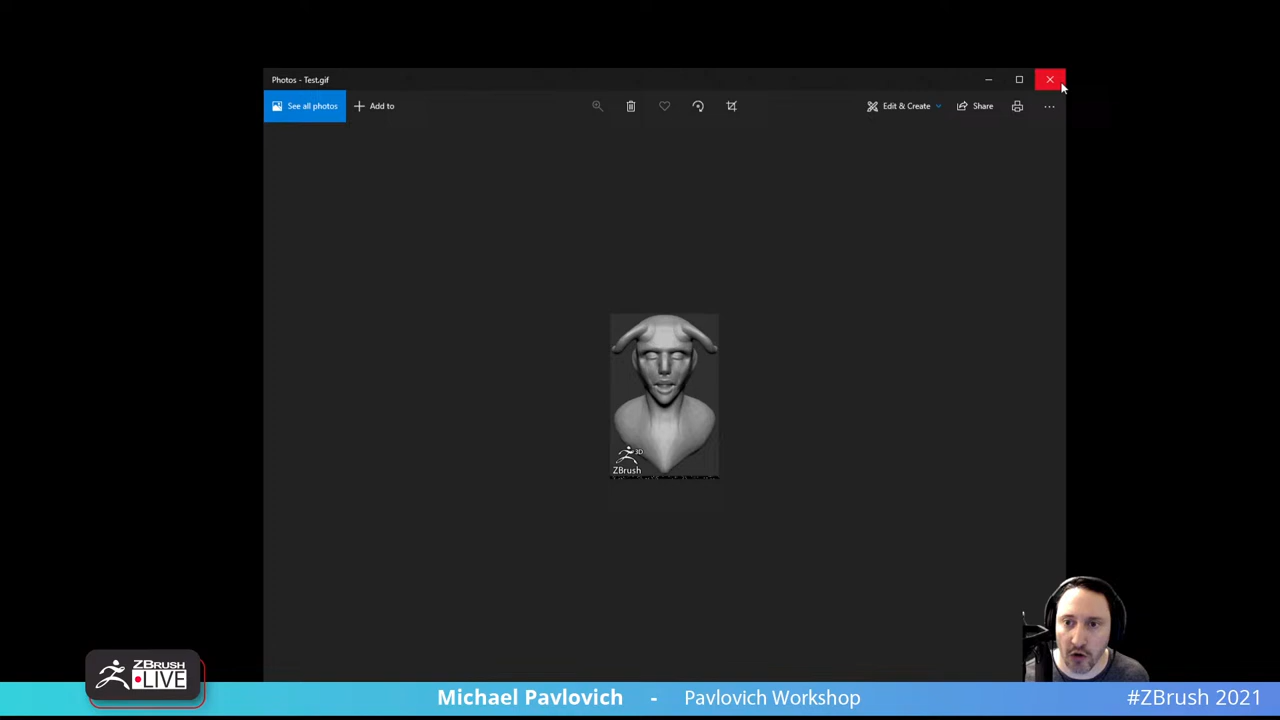 Photos - Test.gif
See all photos
Add to
Edit & Create
Share
3D
ZBrush
ZBRUSH
LIVE
Michael Pavlovich - Pavlovich Workshop
#ZBrush 2021